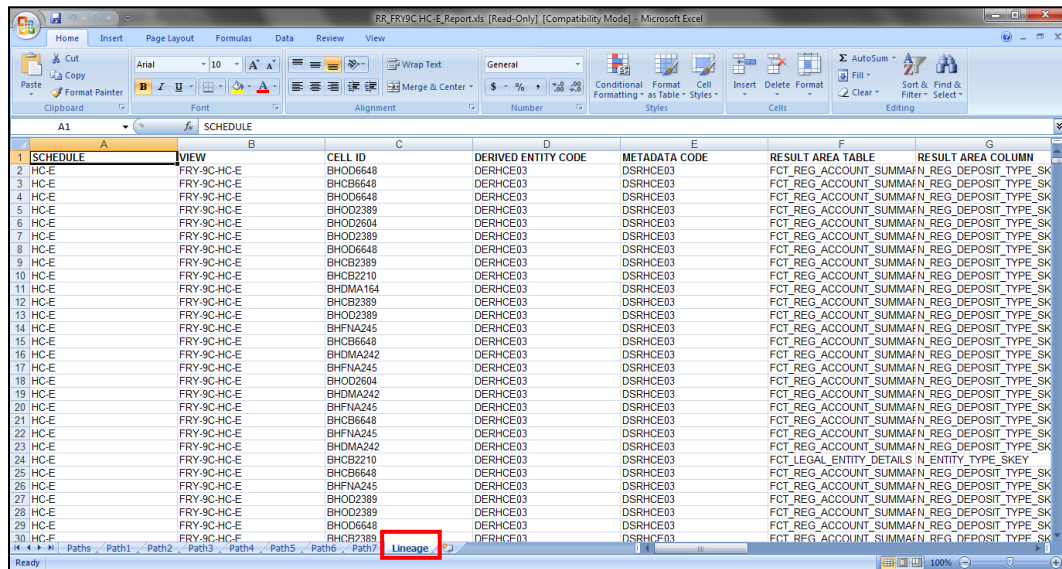 RR_FRY9C HC-E_Report.xls [Read-Only] [Compatibility Mode] - Microsoft Excel
Home Insert Page Layout Formulas Data Review View
Cut
Copy
Format Painter
Paste
Clipboard
Arial 10
Font
Wrap Text
Merge & Center
Alignment
General
$ % ,
Number
Conditional Formatting
Format as Table
Cell Styles
Styles
Insert Delete Format
Cells
Σ AutoSum
Fill
Clear
Sort & Filter
Find & Select
Editing
A1 fx SCHEDULE
A B C D E F G
1 SCHEDULE VIEW CELL ID DERIVED ENTITY CODE METADATA CODE RESULT AREA TABLE RESULT AREA COLUMN
2 HC-E FRY-9C-HC-E BHOD6648 DERHCE03 DSRHCE03 FCT_REG_ACCOUNT_SUMMAR N_REG_DEPOSIT_TYPE_SK
3 HC-E FRY-9C-HC-E BHCB6648 DERHCE03 DSRHCE03 FCT_REG_ACCOUNT_SUMMAR N_REG_DEPOSIT_TYPE_SK
4 HC-E FRY-9C-HC-E BHOD6648 DERHCE03 DSRHCE03 FCT_REG_ACCOUNT_SUMMAR N_REG_DEPOSIT_TYPE_SK
5 HC-E FRY-9C-HC-E BHOD2389 DERHCE03 DSRHCE03 FCT_REG_ACCOUNT_SUMMAR N_REG_DEPOSIT_TYPE_SK
6 HC-E FRY-9C-HC-E BHOD2604 DERHCE03 DSRHCE03 FCT_REG_ACCOUNT_SUMMAR N_REG_DEPOSIT_TYPE_SK
7 HC-E FRY-9C-HC-E BHOD2389 DERHCE03 DSRHCE03 FCT_REG_ACCOUNT_SUMMAR N_REG_DEPOSIT_TYPE_SK
8 HC-E FRY-9C-HC-E BHOD6648 DERHCE03 DSRHCE03 FCT_REG_ACCOUNT_SUMMAR N_REG_DEPOSIT_TYPE_SK
9 HC-E FRY-9C-HC-E BHCB2389 DERHCE03 DSRHCE03 FCT_REG_ACCOUNT_SUMMAR N_REG_DEPOSIT_TYPE_SK
10 HC-E FRY-9C-HC-E BHCB2210 DERHCE03 DSRHCE03 FCT_REG_ACCOUNT_SUMMAR N_REG_DEPOSIT_TYPE_SK
11 HC-E FRY-9C-HC-E BHDMA164 DERHCE03 DSRHCE03 FCT_REG_ACCOUNT_SUMMAR N_REG_DEPOSIT_TYPE_SK
12 HC-E FRY-9C-HC-E BHCB2389 DERHCE03 DSRHCE03 FCT_REG_ACCOUNT_SUMMAR N_REG_DEPOSIT_TYPE_SK
13 HC-E FRY-9C-HC-E BHOD2389 DERHCE03 DSRHCE03 FCT_REG_ACCOUNT_SUMMAR N_REG_DEPOSIT_TYPE_SK
14 HC-E FRY-9C-HC-E BHFNA245 DERHCE03 DSRHCE03 FCT_REG_ACCOUNT_SUMMAR N_REG_DEPOSIT_TYPE_SK
15 HC-E FRY-9C-HC-E BHCB6648 DERHCE03 DSRHCE03 FCT_REG_ACCOUNT_SUMMAR N_REG_DEPOSIT_TYPE_SK
16 HC-E FRY-9C-HC-E BHDMA242 DERHCE03 DSRHCE03 FCT_REG_ACCOUNT_SUMMAR N_REG_DEPOSIT_TYPE_SK
17 HC-E FRY-9C-HC-E BHFNA245 DERHCE03 DSRHCE03 FCT_REG_ACCOUNT_SUMMAR N_REG_DEPOSIT_TYPE_SK
18 HC-E FRY-9C-HC-E BHOD2604 DERHCE03 DSRHCE03 FCT_REG_ACCOUNT_SUMMAR N_REG_DEPOSIT_TYPE_SK
19 HC-E FRY-9C-HC-E BHDMA242 DERHCE03 DSRHCE03 FCT_REG_ACCOUNT_SUMMAR N_REG_DEPOSIT_TYPE_SK
20 HC-E FRY-9C-HC-E BHFNA245 DERHCE03 DSRHCE03 FCT_REG_ACCOUNT_SUMMAR N_REG_DEPOSIT_TYPE_SK
21 HC-E FRY-9C-HC-E BHCB6648 DERHCE03 DSRHCE03 FCT_REG_ACCOUNT_SUMMAR N_REG_DEPOSIT_TYPE_SK
22 HC-E FRY-9C-HC-E BHFNA245 DERHCE03 DSRHCE03 FCT_REG_ACCOUNT_SUMMAR N_REG_DEPOSIT_TYPE_SK
23 HC-E FRY-9C-HC-E BHDMA242 DERHCE03 DSRHCE03 FCT_REG_ACCOUNT_SUMMAR N_REG_DEPOSIT_TYPE_SK
24 HC-E FRY-9C-HC-E BHCB2210 DERHCE03 DSRHCE03 FCT_LEGAL_ENTITY_DETAILS N_ENTITY_TYPE_SKEY
25 HC-E FRY-9C-HC-E BHCB6648 DERHCE03 DSRHCE03 FCT_REG_ACCOUNT_SUMMAR N_REG_DEPOSIT_TYPE_SK
26 HC-E FRY-9C-HC-E BHFNA245 DERHCE03 DSRHCE03 FCT_REG_ACCOUNT_SUMMAR N_REG_DEPOSIT_TYPE_SK
27 HC-E FRY-9C-HC-E BHOD2389 DERHCE03 DSRHCE03 FCT_REG_ACCOUNT_SUMMAR N_REG_DEPOSIT_TYPE_SK
28 HC-E FRY-9C-HC-E BHOD2389 DERHCE03 DSRHCE03 FCT_REG_ACCOUNT_SUMMAR N_REG_DEPOSIT_TYPE_SK
29 HC-E FRY-9C-HC-E BHOD6648 DERHCE03 DSRHCE03 FCT_REG_ACCOUNT_SUMMAR N_REG_DEPOSIT_TYPE_SK
30 HC-E FRY-9C-HC-E BHCB2389 DERHCE03 DSRHCE03 FCT_REG_ACCOUNT_SUMMAR N_REG_DEPOSIT_TYPE_SK
Paths Path1 Path2 Path3 Path4 Path5 Path6 Path7 Lineage
Ready 100%